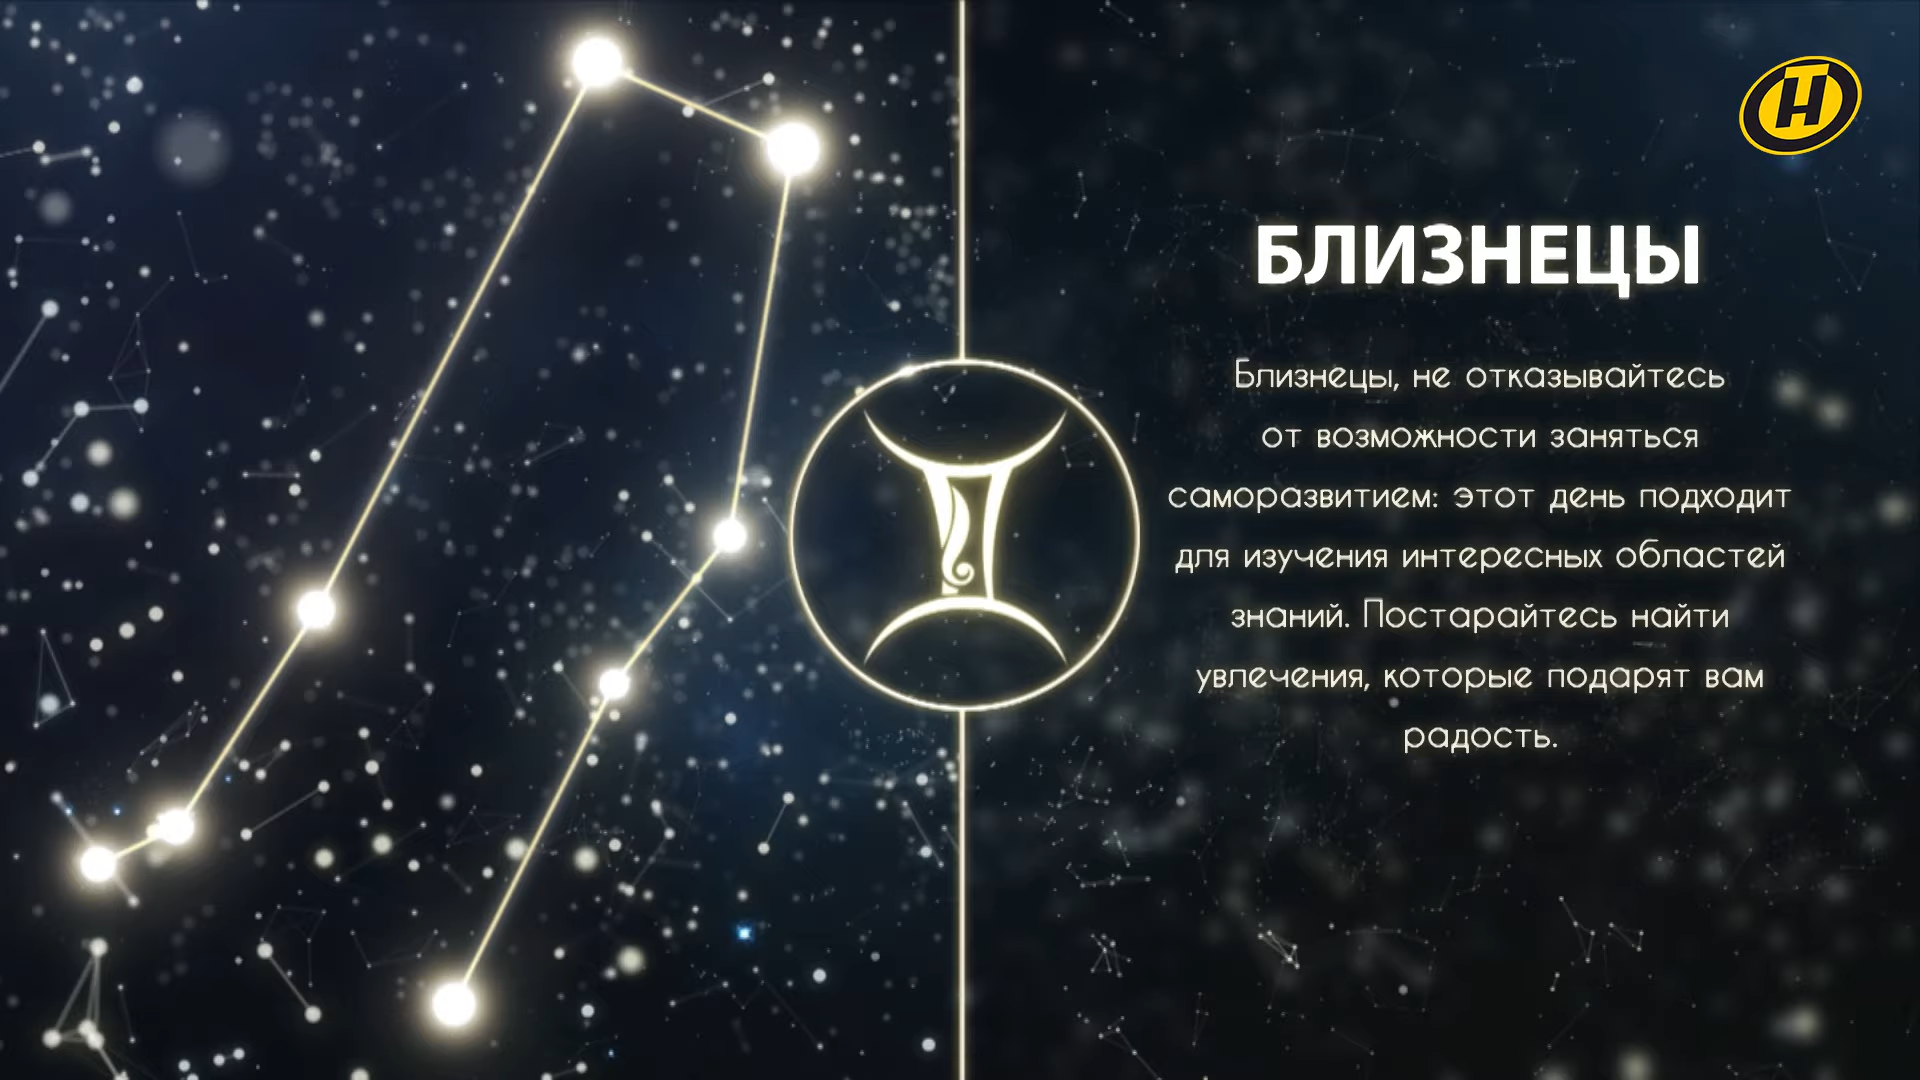 БЛИЗНЕЦЫ
Близнецы, не отказывайтесь
от возможности заняться
саморазвитием: этот день подходит
для изучения интересных областей
знаний. Постарайтесь найти
увлечения, которые подарят вам
радость.